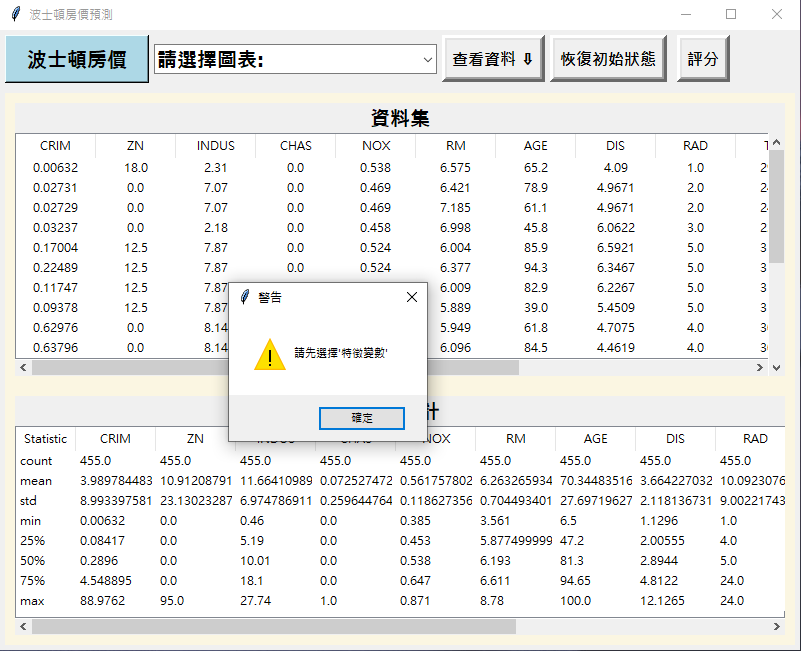 波士頓房價預測
波士頓房價 請選擇圖表: 查看資料 ⇩ 恢復初始狀態 評分
資料集
CRIM ZN INDUS CHAS NOX RM AGE DIS RAD
0.00632 18.0 2.31 0.0 0.538 6.575 65.2 4.09 1.0
0.02731 0.0 7.07 0.0 0.469 6.421 78.9 4.9671 2.0
0.02729 0.0 7.07 0.0 0.469 7.185 61.1 4.9671 2.0
0.03237 0.0 2.18 0.0 0.458 6.998 45.8 6.0622 3.0
0.17004 12.5 7.87 0.0 0.524 6.004 85.9 6.5921 5.0
0.22489 12.5 7.87 0.0 0.524 6.377 94.3 6.3467 5.0
0.11747 12.5 7.87 6.009 82.9 6.2267 5.0
0.09378 12.5 7.87 5.889 39.0 5.4509 5.0
0.62976 0.0 8.14 5.949 61.8 4.7075 4.0
0.63796 0.0 8.14 6.096 84.5 4.4619 4.0
警告
請先選擇'特徵變數'
確定
計
Statistic CRIM ZN INDUS CHAS NOX RM AGE DIS RAD
count 455.0 455.0 455.0 455.0 455.0 455.0 455.0 455.0 455.0
mean 3.989784483 10.91208791 11.66410989 0.072527472 0.561757802 6.263265934 70.34483516 3.664227032 10.0923076
std 8.993397581 23.13023287 6.974786911 0.259644764 0.118627356 0.704493401 27.69719627 2.118136731 9.00221743
min 0.00632 0.0 0.46 0.0 0.385 3.561 6.5 1.1296 1.0
25% 0.08417 0.0 5.19 0.0 0.453 5.877499999 47.2 2.00555 4.0
50% 0.2896 0.0 10.01 0.0 0.538 6.193 81.3 2.8944 5.0
75% 4.548895 0.0 18.1 0.0 0.647 6.611 94.65 4.8122 24.0
max 88.9762 95.0 27.74 1.0 0.871 8.78 100.0 12.1265 24.0